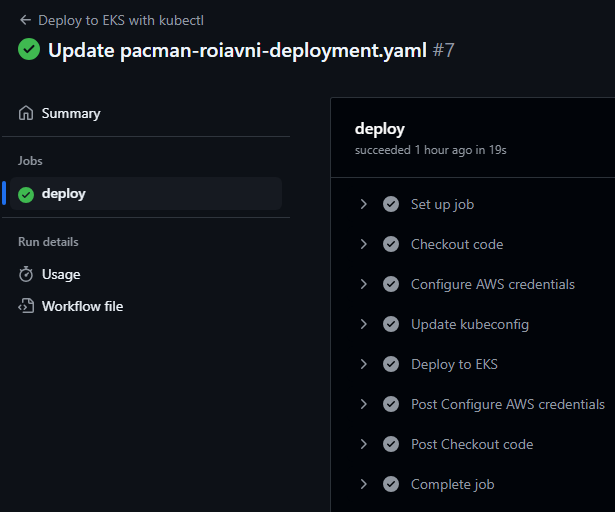 Deploy to EKS with kubectl
Update pacman-roiavni-deployment.yaml #7
Summary
Jobs
deploy
Run details
Usage
Workflow file
deploy
succeeded 1 hour ago in 19s
Set up job
Checkout code
Configure AWS credentials
Update kubeconfig
Deploy to EKS
Post Configure AWS credentials
Post Checkout code
Complete job